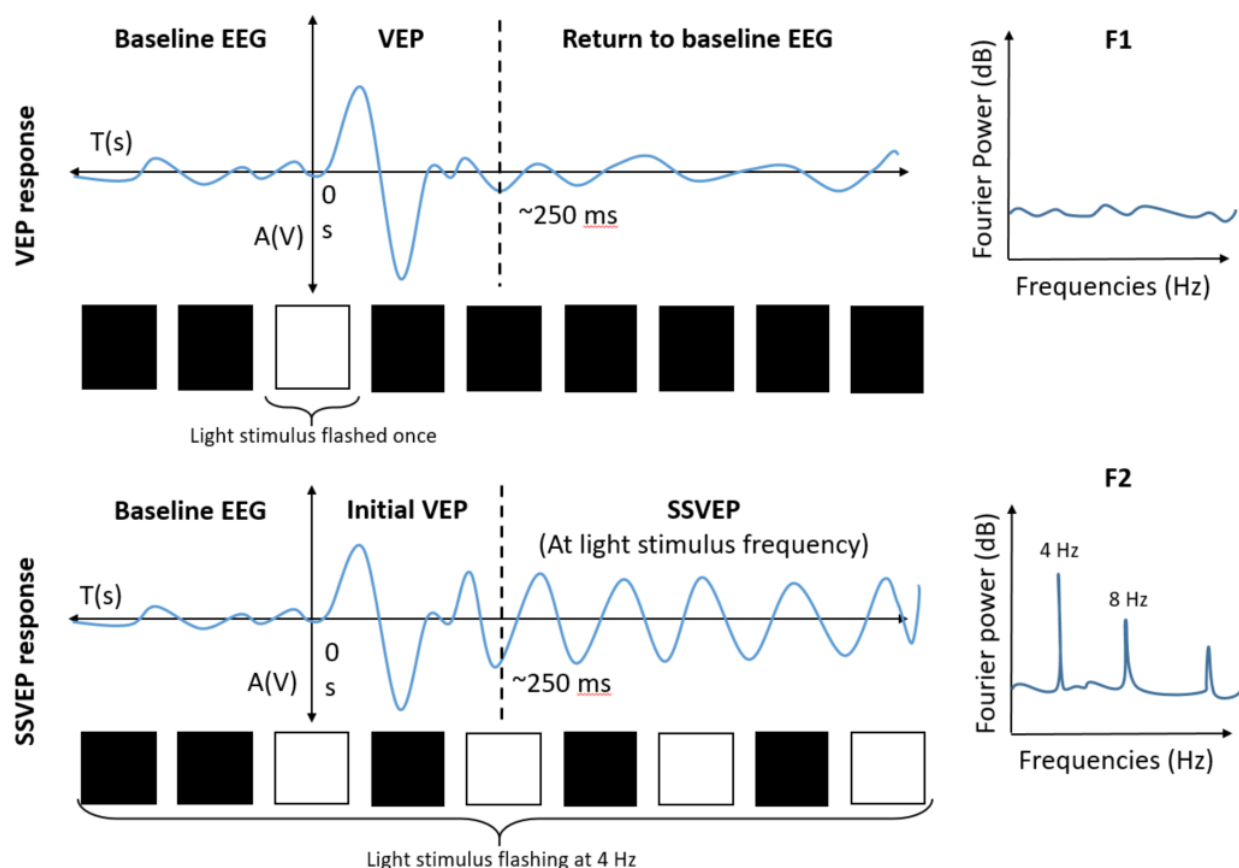 Baseline EEG
VEP
Return to baseline EEG
F1
VEP response
T(s)
0
s
A(V)
~250 ms
Fourier Power (dB)
Frequencies (Hz)
Light stimulus flashed once
Baseline EEG
Initial VEP
SSVEP
(At light stimulus frequency)
F2
SSVEP response
T(s)
0
s
A(V)
~250 ms
Fourier power (dB)
4 Hz
8 Hz
Frequencies (Hz)
Light stimulus flashing at 4 Hz